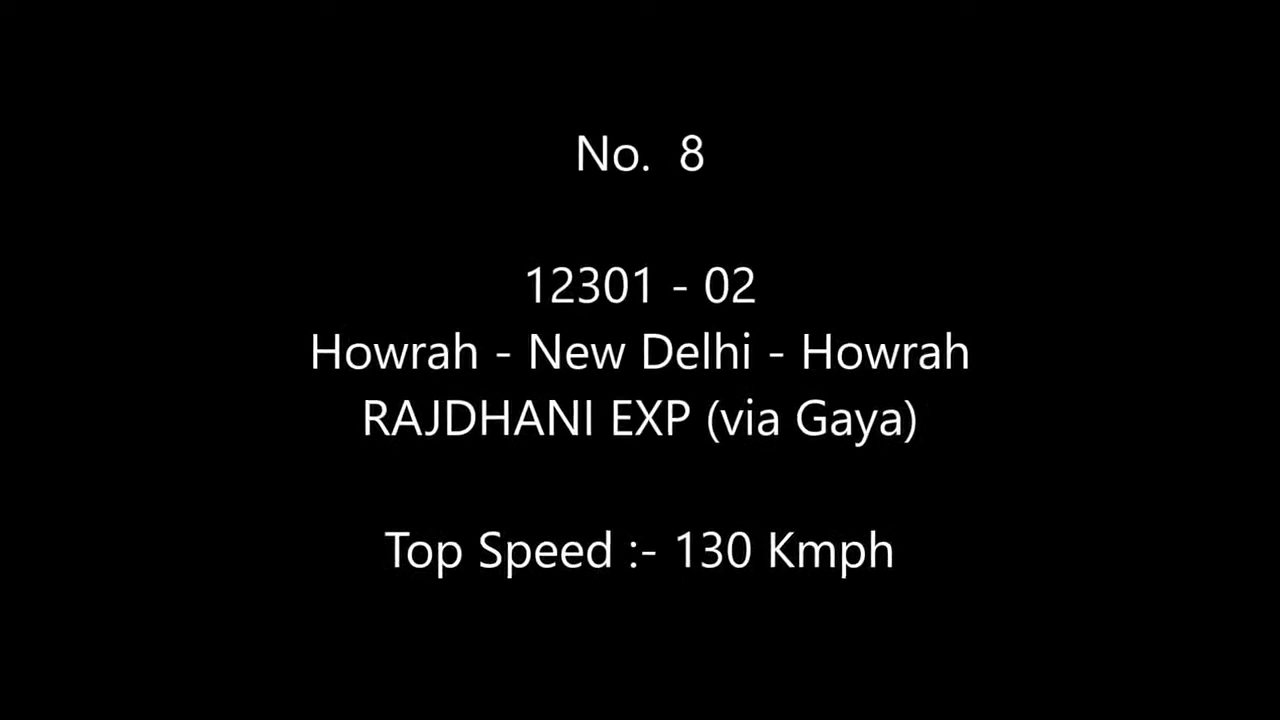 No. 8
12301 - 02
Howrah - New Delhi - Howrah
RAJDHANI EXP (via Gaya)
Top Speed :- 130 Kmph